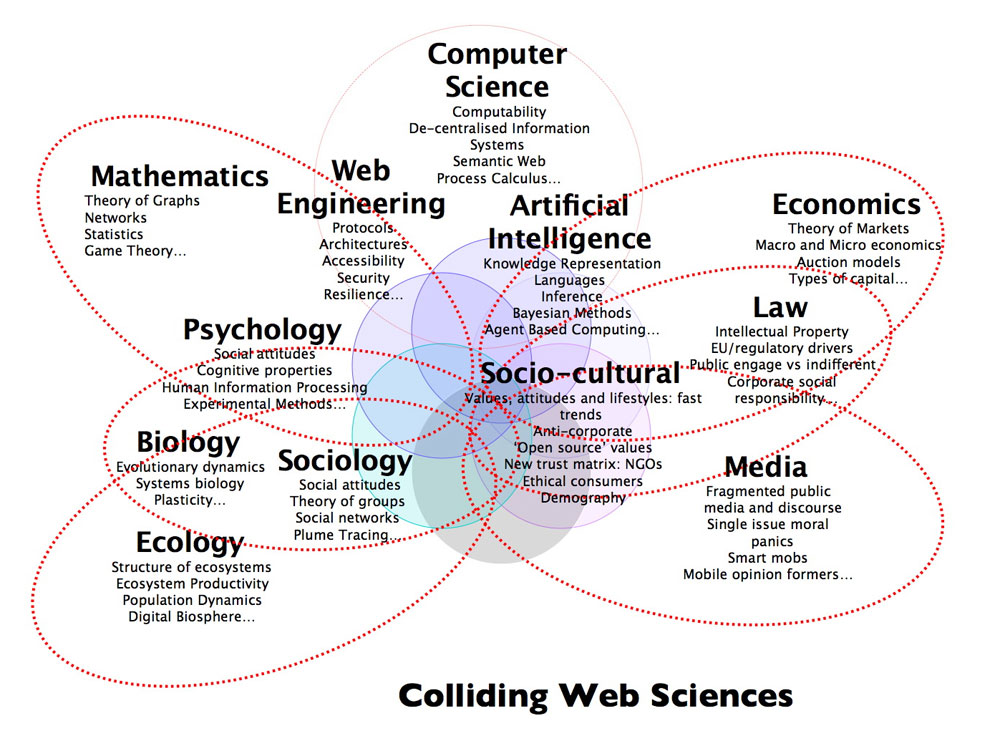 Computer
Science
Computability
De-centralised Information
Systems
Semantic Web
Process Calculus...
Mathematics
Theory of Graphs
Networks
Statistics
Game Theory...
Web
Engineering
Protocols
Architectures
Accessibility
Security
Resilience...
Artificial
Intelligence
Knowledge Representation
Languages
Inference
Bayesian Methods
Agent Based Computing...
Economics
Theory of Markets
Macro and Micro economics
Auction models
Types of capital...
Law
Intellectual Property
EU/regulatory drivers
Public engage vs indifferent
Corporate social
responsibility...
Psychology
Social attitudes
Cognitive properties
Human Information Processing
Experimental Methods...
Socio-cultural
Values, attitudes and lifestyles: fast
trends
Anti-corporate
'Open source' values
New trust matrix: NGOs
Ethical consumers
Demography
Biology
Evolutionary dynamics
Systems biology
Plasticity...
Sociology
Social attitudes
Theory of groups
Social networks
Plume Tracing...
Media
Fragmented public
media and discourse
Single issue moral
panics
Smart mobs
Mobile opinion formers...
Ecology
Structure of ecosystems
Ecosystem Productivity
Population Dynamics
Digital Biosphere...
Colliding Web Sciences